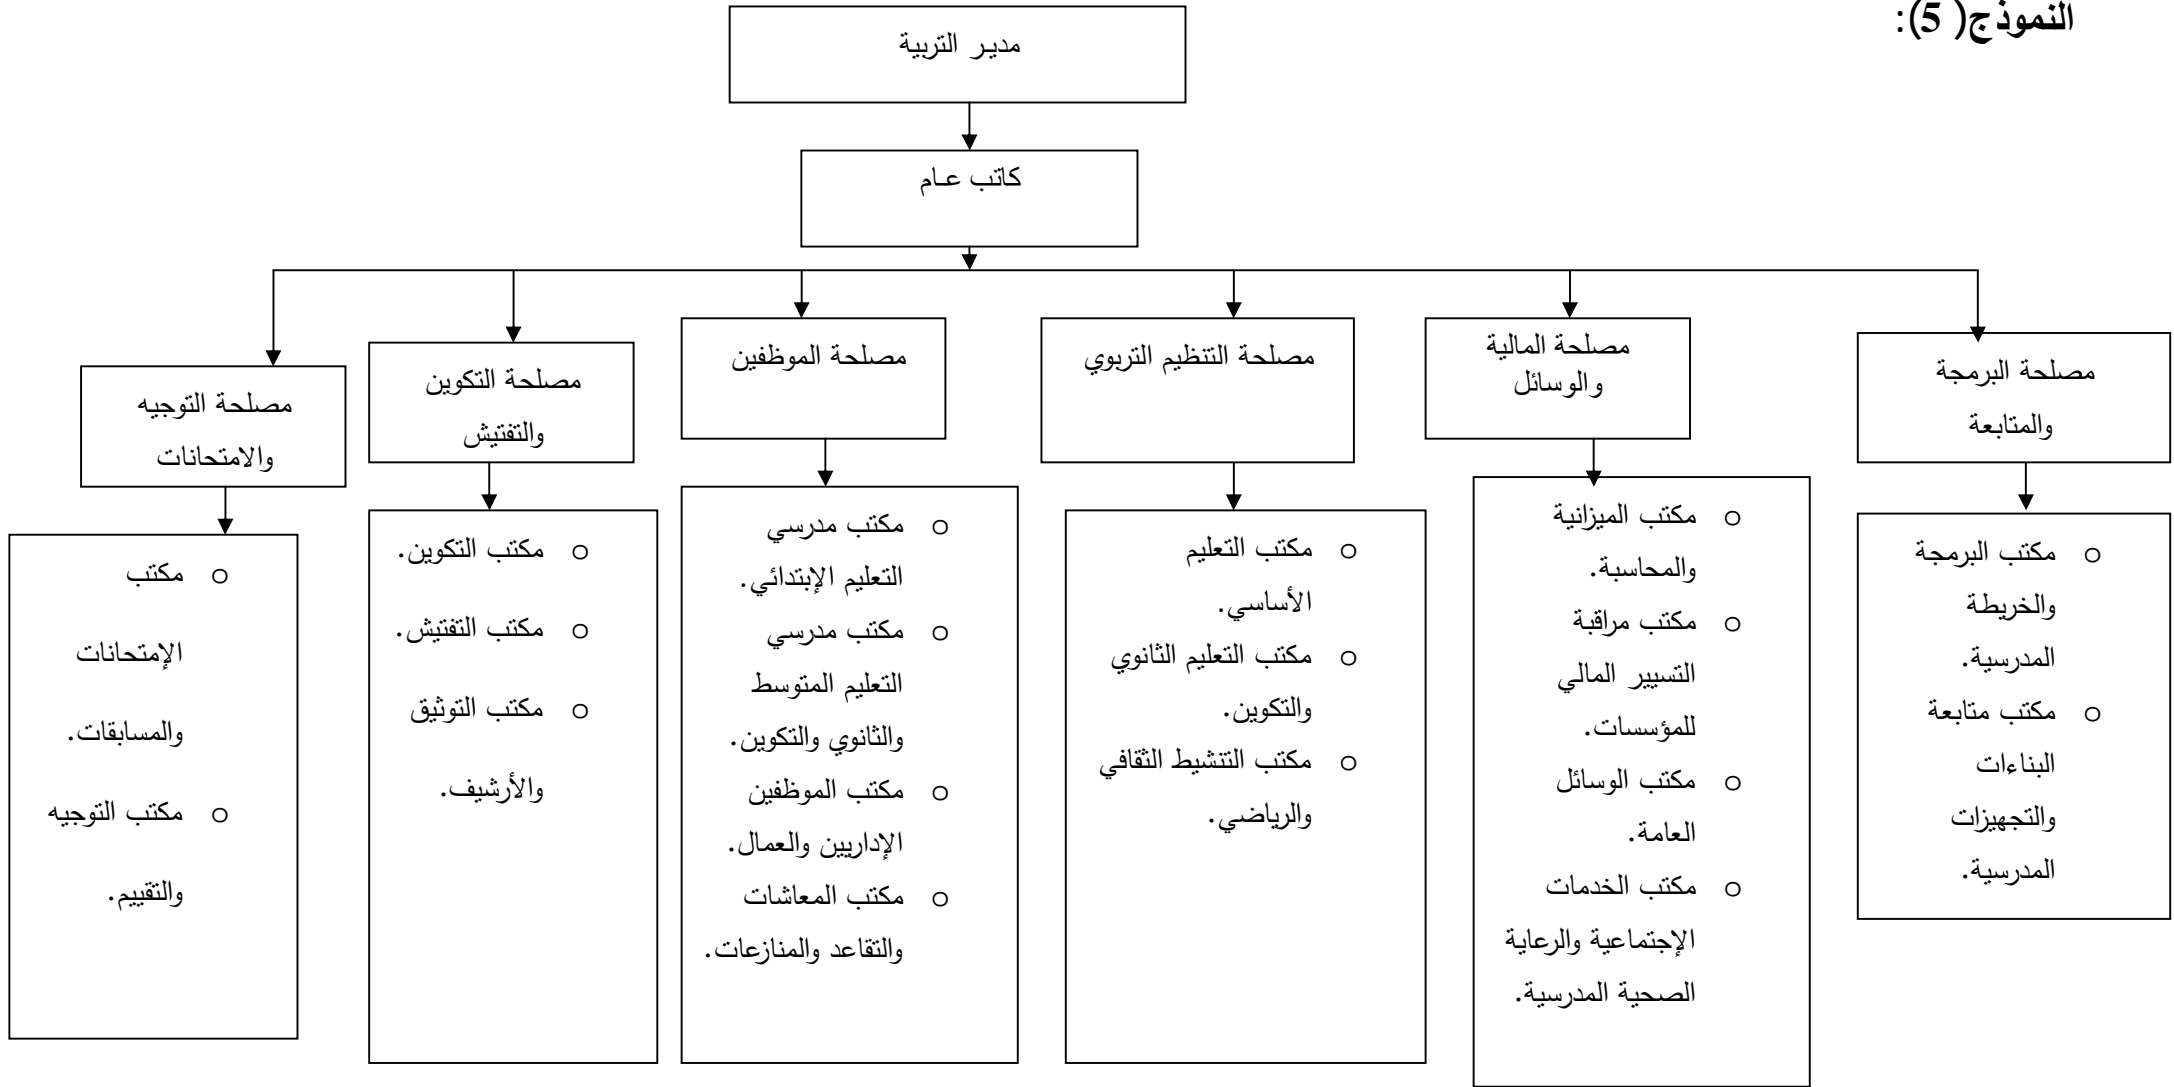 النموذج( 5):
مديـر التربية
كاتب عـام
مصلحة البرمجة
والمتابعة
مصلحة المالية
والوسائل
مصلحة التنظيم التربوي
مصلحة الموظفين
مصلحة التكوين
والتفتيش
مصلحة التوجيه
والامتحانات
o مكتب البرمجة
والخريطة
المدرسية.
o مكتب متابعة
البناءات
والتجهيزات
المدرسية.
o مكتب الميزانية
والمحاسبة.
o مكتب مراقبة
التسيير المالي
للمؤسسات.
o مكتب الوسائل
العامة.
o مكتب الخدمات
الإجتماعية والرعاية
الصحية المدرسية.
o مكتب التعليم
الأساسي.
o مكتب التعليم الثانوي
والتكوين.
o مكتب التنشيط الثقافي
والرياضي.
o مكتب مدرسي
التعليم الإبتدائي.
o مكتب مدرسي
التعليم المتوسط
والثانوي والتكوين.
o مكتب الموظفين
الإداريين والعمال.
o مكتب المعاشات
والتقاعد والمنازعات.
o مكتب التكوين.
o مكتب التفتيش.
o مكتب التوثيق
والأرشيف.
o مكتب
الإمتحانات
والمسابقات.
o مكتب التوجيه
والتقييم.